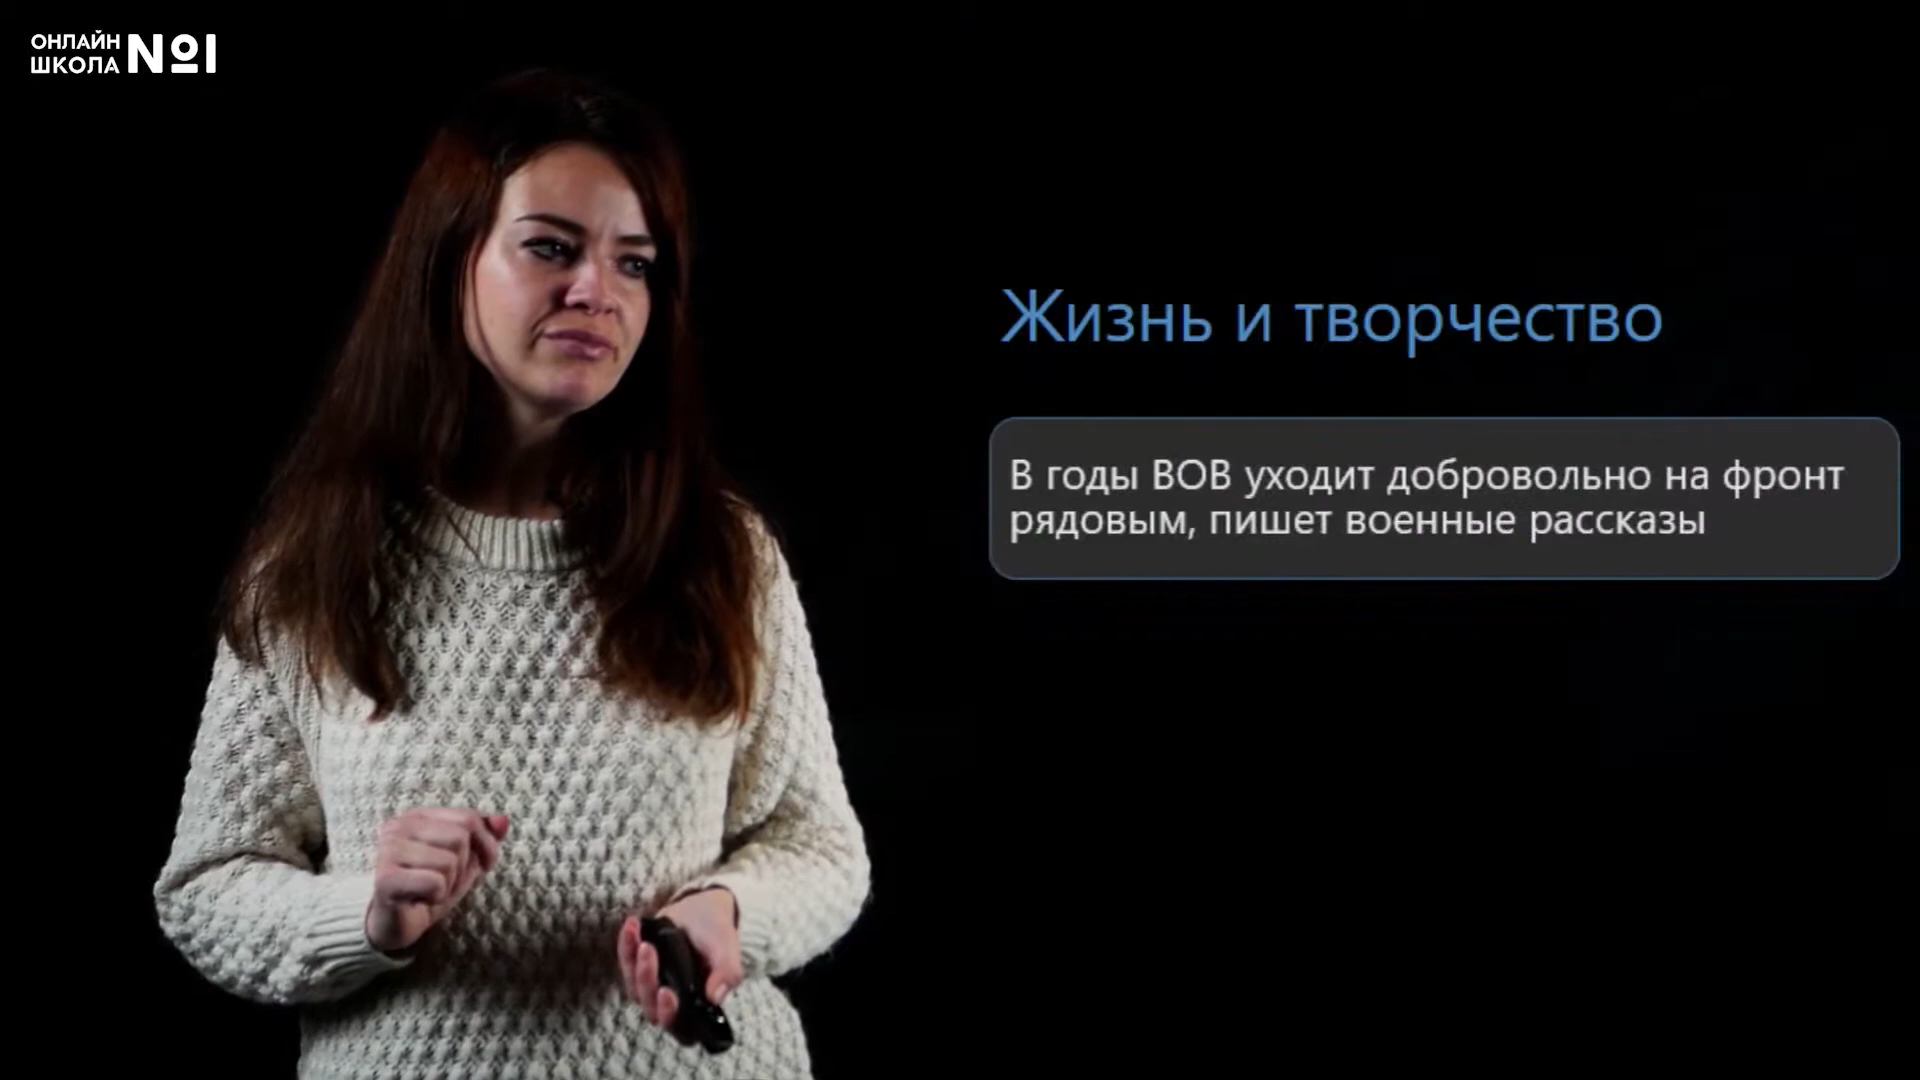 ОНЛАЙН
ШКОЛА №1
Жизнь и творчество
В годы ВОВ уходит добровольно на фронт
рядовым, пишет военные рассказы